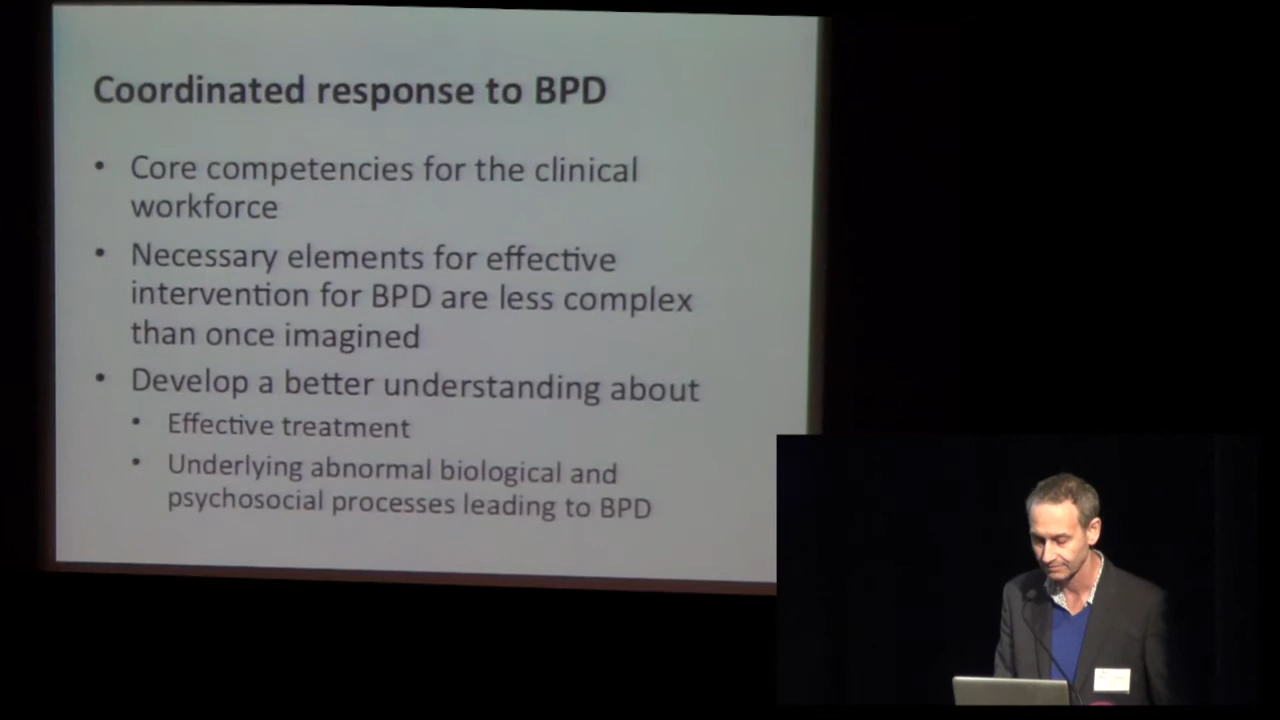 Coordinated response to BPD
• Core competencies for the clinical
workforce
• Necessary elements for effective
intervention for BPD are less complex
than once imagined
• Develop a better understanding about
• Effective treatment
• Underlying abnormal biological and
psychosocial processes leading to BPD